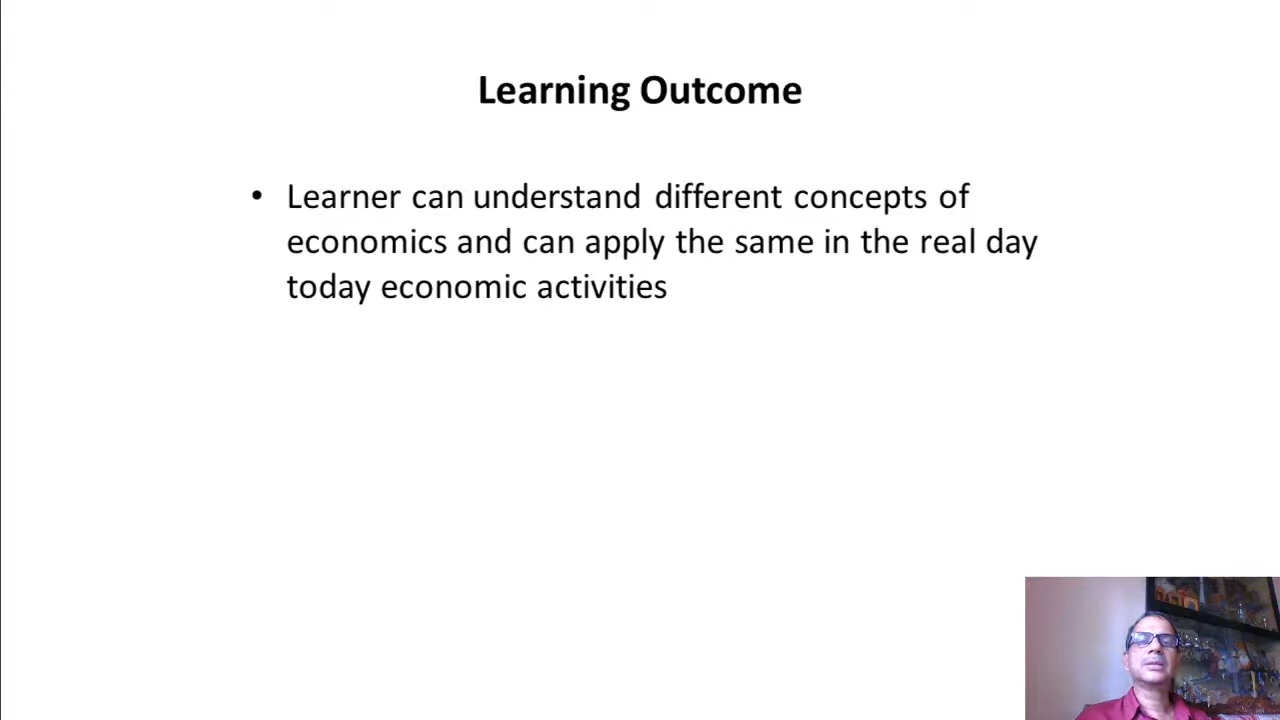 Learning Outcome
• Learner can understand different concepts of
economics and can apply the same in the real day
today economic activities